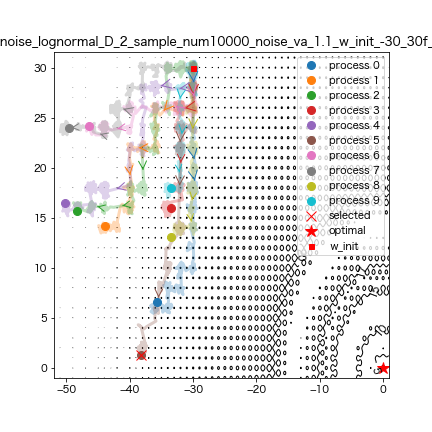 noise_lognormal_D_2_sample_num10000_noise_va_1.1_w_init_-30_30f_
process 0
process 1
process 2
process 3
process 4
process 5
process 6
process 7
process 8
process 9
selected
optimal
w_init
30
25
20
15
10
5
0
−50 −40 −30 −20 −10 0